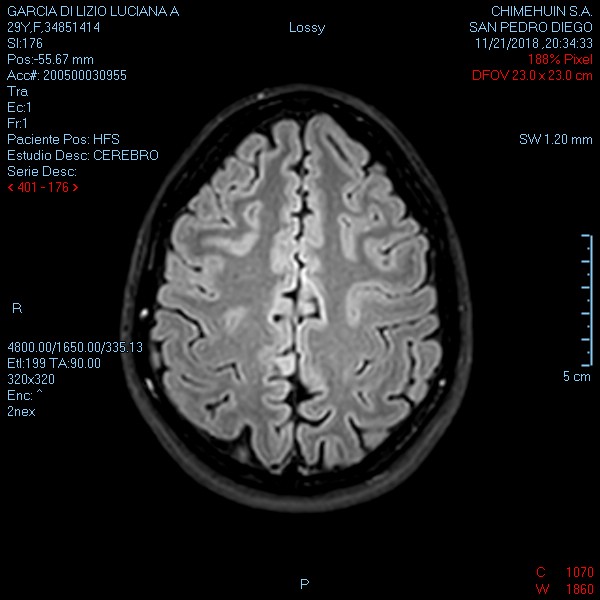 GARCIA DI LIZIO LUCIANA A
29Y,F,34851414
Sl:176
Pos:-55.67 mm
Acc#: 200500030955
Tra
Ec:1
Fr:1
Paciente Pos: HFS
Estudio Desc: CEREBRO
Serie Desc:
< 401 - 176 >
Lossy
CHIMEHUIN S.A.
SAN PEDRO DIEGO
11/21/2018 ,20:34:33
188% Pixel
DFOV 23.0 x 23.0 cm
SW 1.20 mm
R
4800.00/1650.00/335.13
Etl:199 TA:90.00
320x320
Enc: ^
2nex
5 cm
P
C 1070
W 1860